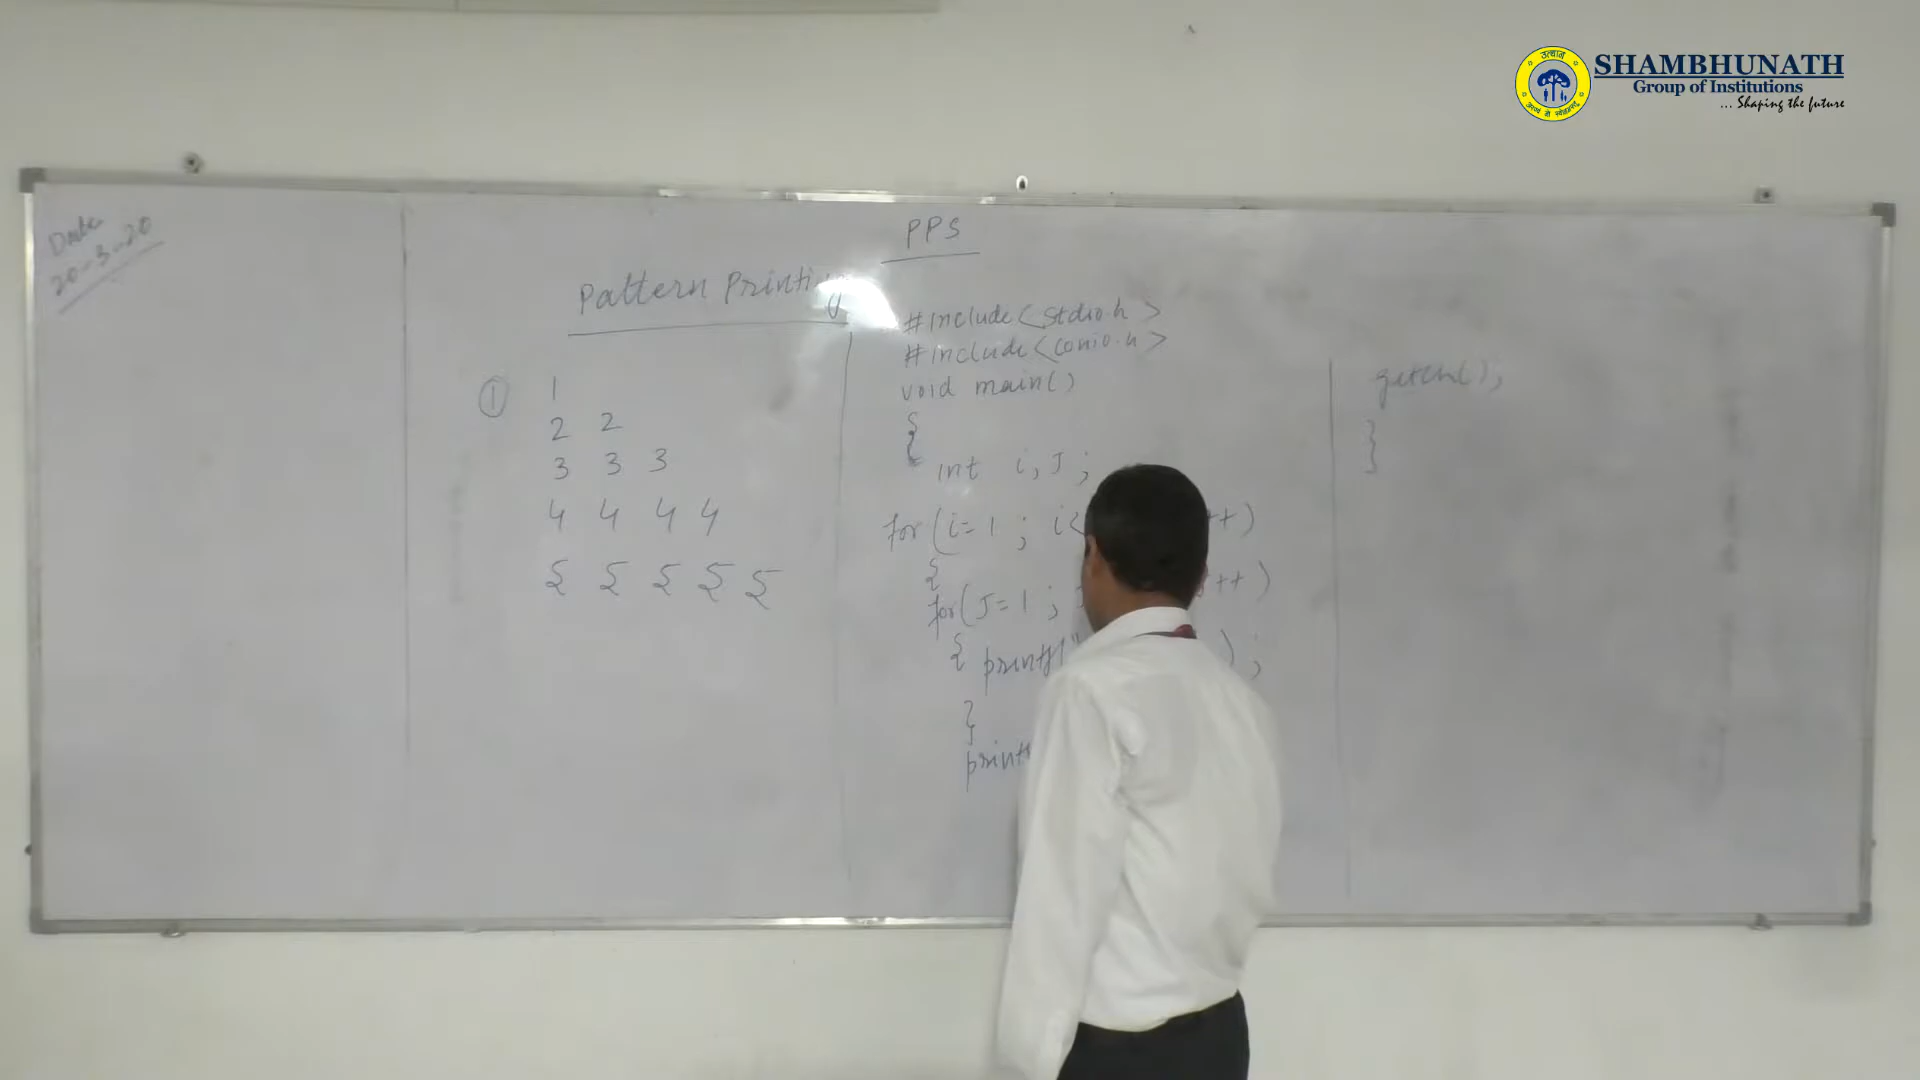 उत्थान
SHAMBHUNATH
Group of Institutions
... Shaping the future
Date
20-3-20
PPS
Pattern Printing
① 1
2 2
3 3 3
4 4 4 4
5 5 5 5 5
#include<stdio.h>
#include<conio.h>
void main()
{
int i, J ;
for (i = 1 ; i< ++)
{
for(J = 1 ; ++)
{ printf(" ) ;
}
getch();
}